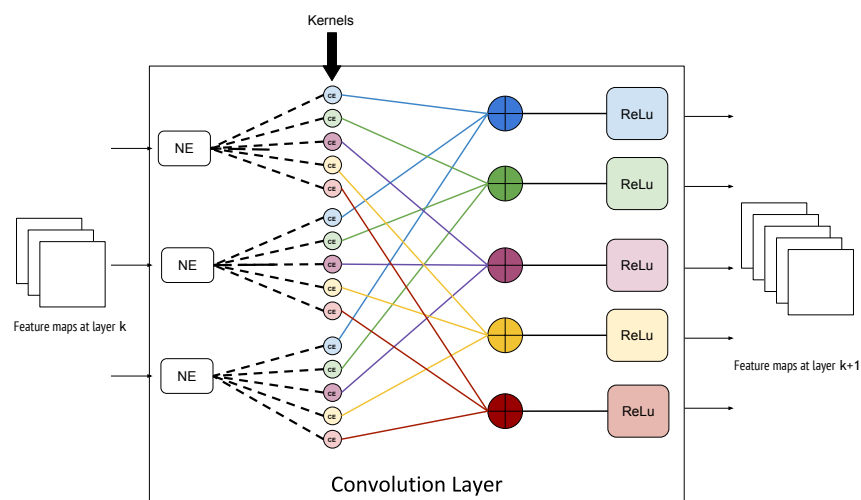 Kernels
CE
CE
CE
CE
CE
NE
ReLu
CE
CE
CE
CE
CE
NE
ReLu
ReLu
Feature maps at layer k
CE
CE
CE
CE
CE
NE
ReLu
Feature maps at layer k+1
ReLu
Convolution Layer